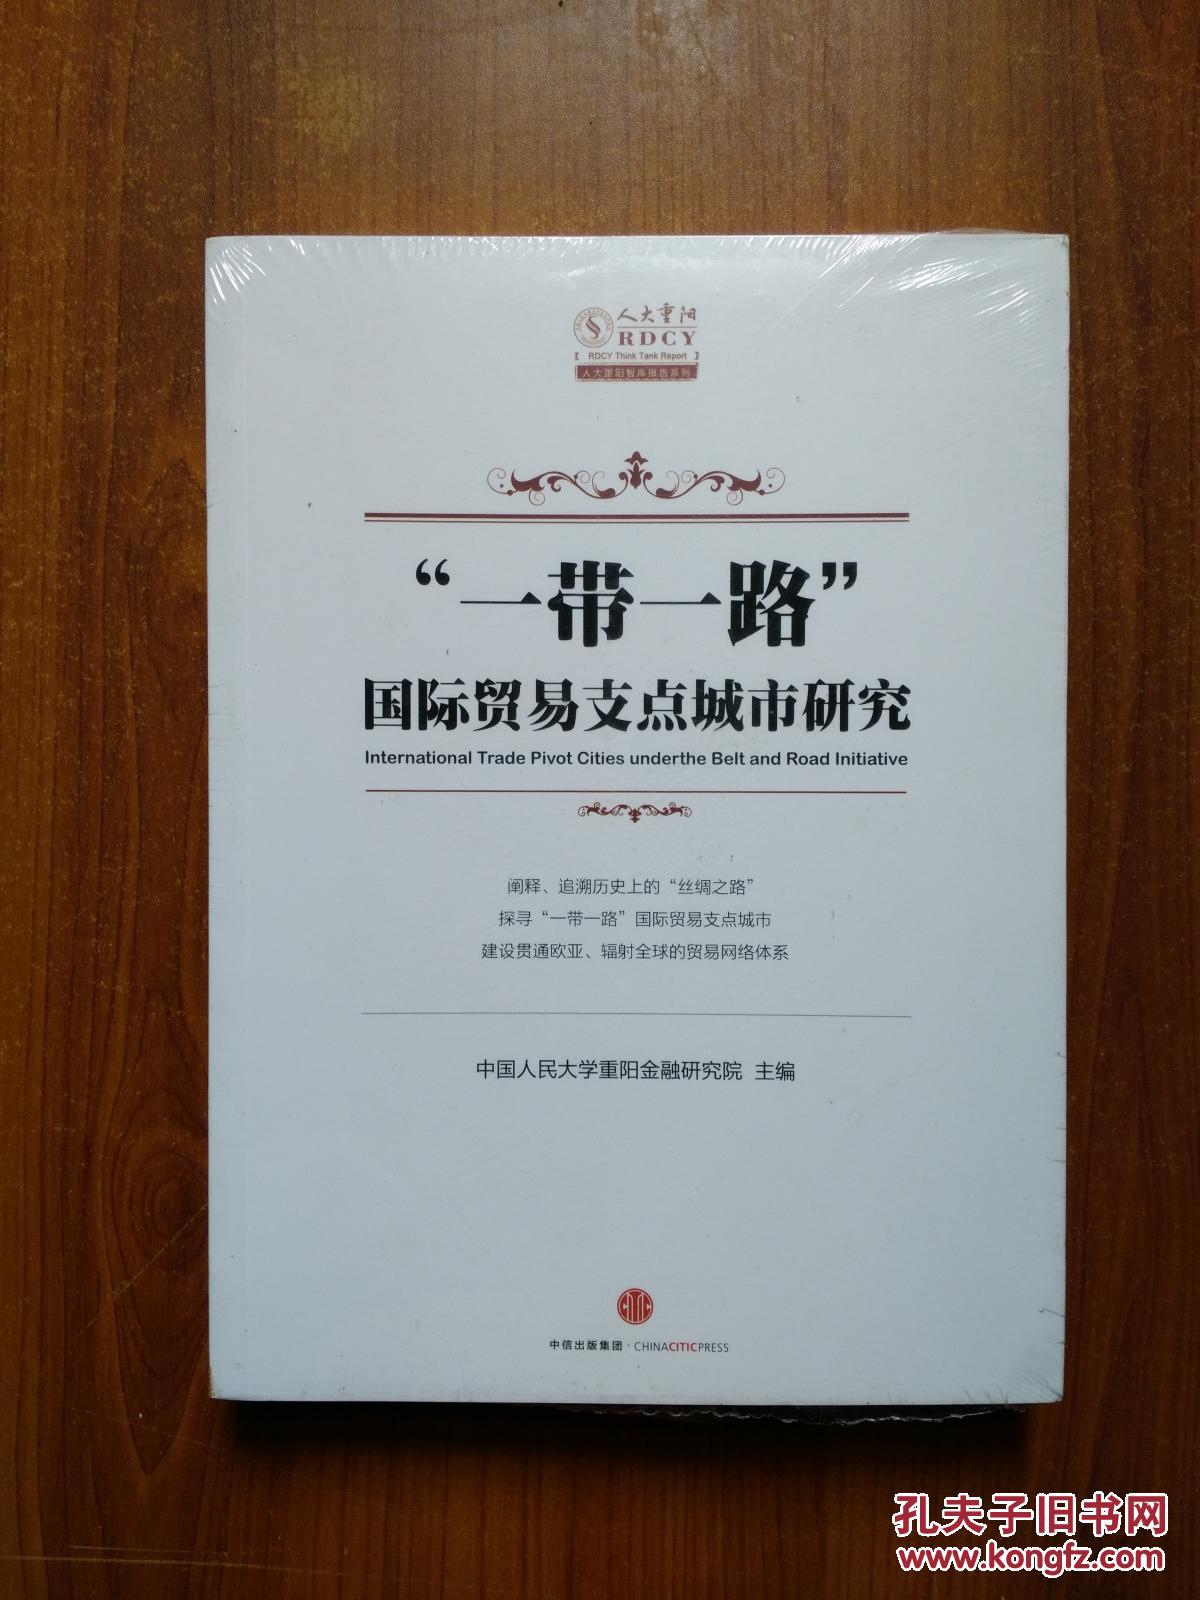 人大重阳
RDCY
【 RDCY Think Tank Report 】
人大重阳智库报告系列
“一带一路”
国际贸易支点城市研究
International Trade Pivot Cities underthe Belt and Road Initiative
阐释、追溯历史上的“丝绸之路”
探寻“一带一路”国际贸易支点城市
建设贯通欧亚、辐射全球的贸易网络体系
中国人民大学重阳金融研究院 主编
中信出版集团·CHINACITICPRESS
孔夫子旧书网
www.kongfz.com